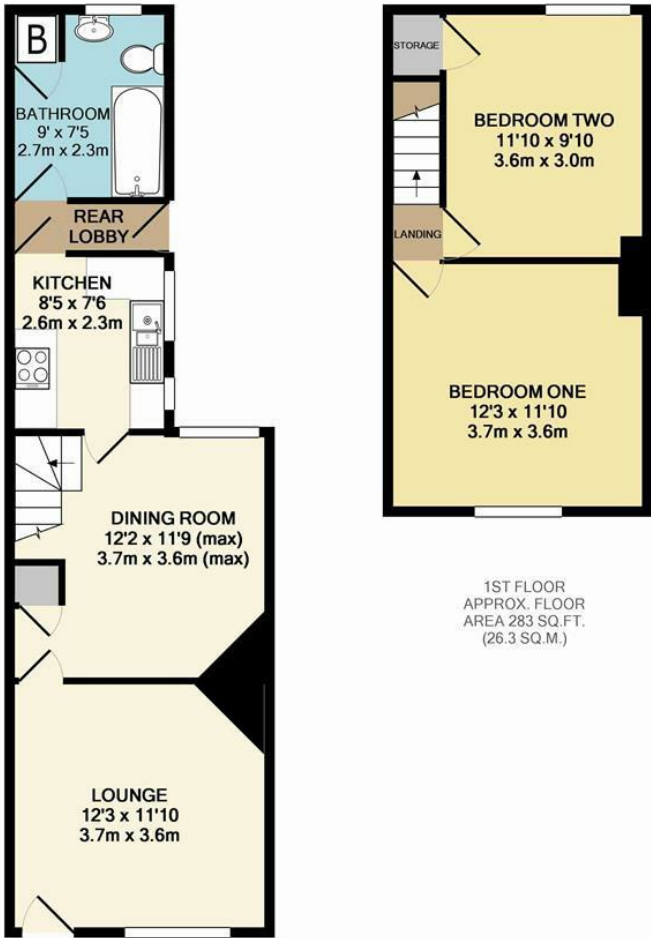 B
BATHROOM
9' x 7'5
2.7m x 2.3m
REAR
LOBBY
KITCHEN
8'5 x 7'6
2.6m x 2.3m
DINING ROOM
12'2 x 11'9 (max)
3.7m x 3.6m (max)
LOUNGE
12'3 x 11'10
3.7m x 3.6m
STORAGE
BEDROOM TWO
11'10 x 9'10
3.6m x 3.0m
LANDING
BEDROOM ONE
12'3 x 11'10
3.7m x 3.6m
1ST FLOOR
APPROX. FLOOR
AREA 283 SQ.FT.
(26.3 SQ.M.)